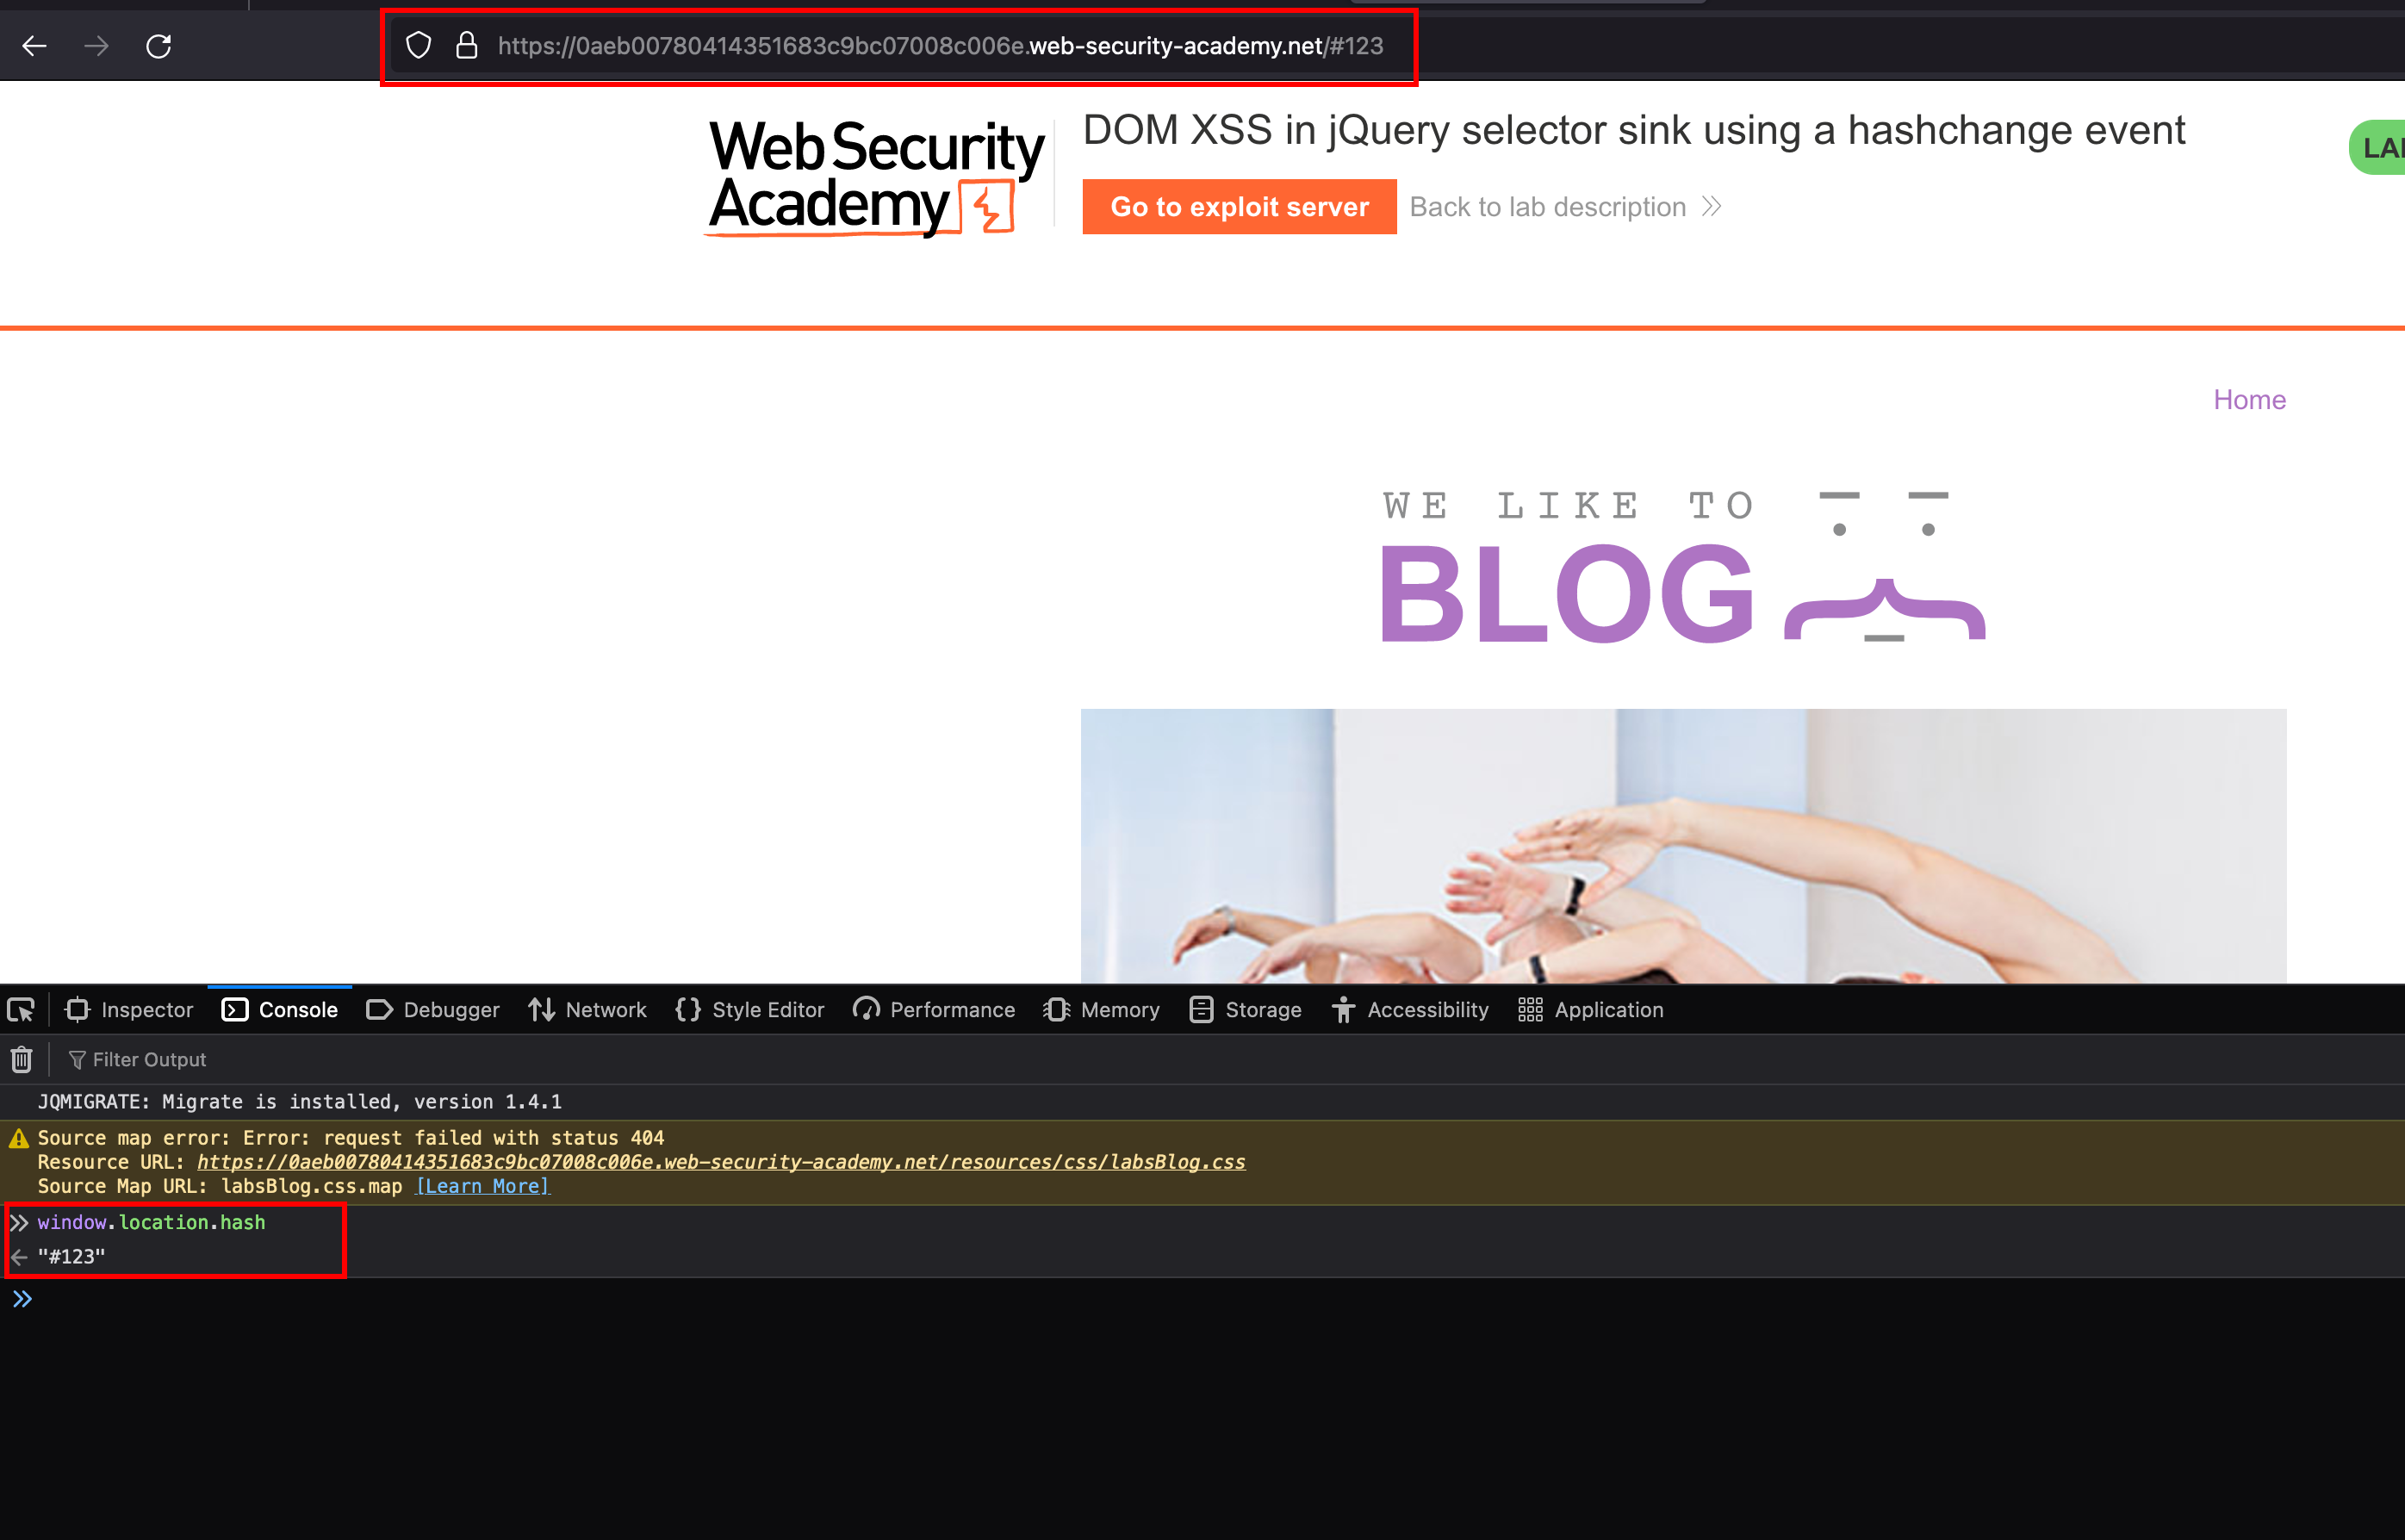 https://0aeb00780414351683c9bc07008c006e.web-security-academy.net/#123
Web Security
Academy
DOM XSS in jQuery selector sink using a hashchange event
Go to exploit server
Back to lab description
Home
WE LIKE TO
BLOG
Inspector
Console
Debugger
Network
Style Editor
Performance
Memory
Storage
Accessibility
Application
Filter Output
JQMIGRATE: Migrate is installed, version 1.4.1
Source map error: Error: request failed with status 404
Resource URL: https://0aeb00780414351683c9bc07008c006e.web-security-academy.net/resources/css/labsBlog.css
Source Map URL: labsBlog.css.map [Learn More]
window.location.hash
"#123"